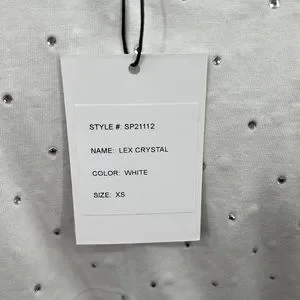 STYLE #: SP21112
NAME: LEX CRYSTAL
COLOR: WHITE
SIZE: XS